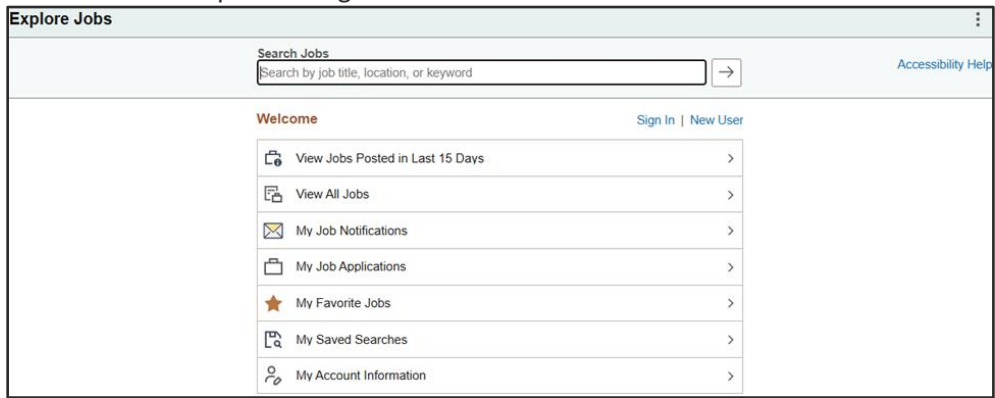 Explore Jobs
Search Jobs
Search by job title, location, or keyword
Accessibility Help
Welcome
Sign In | New User
View Jobs Posted in Last 15 Days
View All Jobs
My Job Notifications
My Job Applications
My Favorite Jobs
My Saved Searches
My Account Information